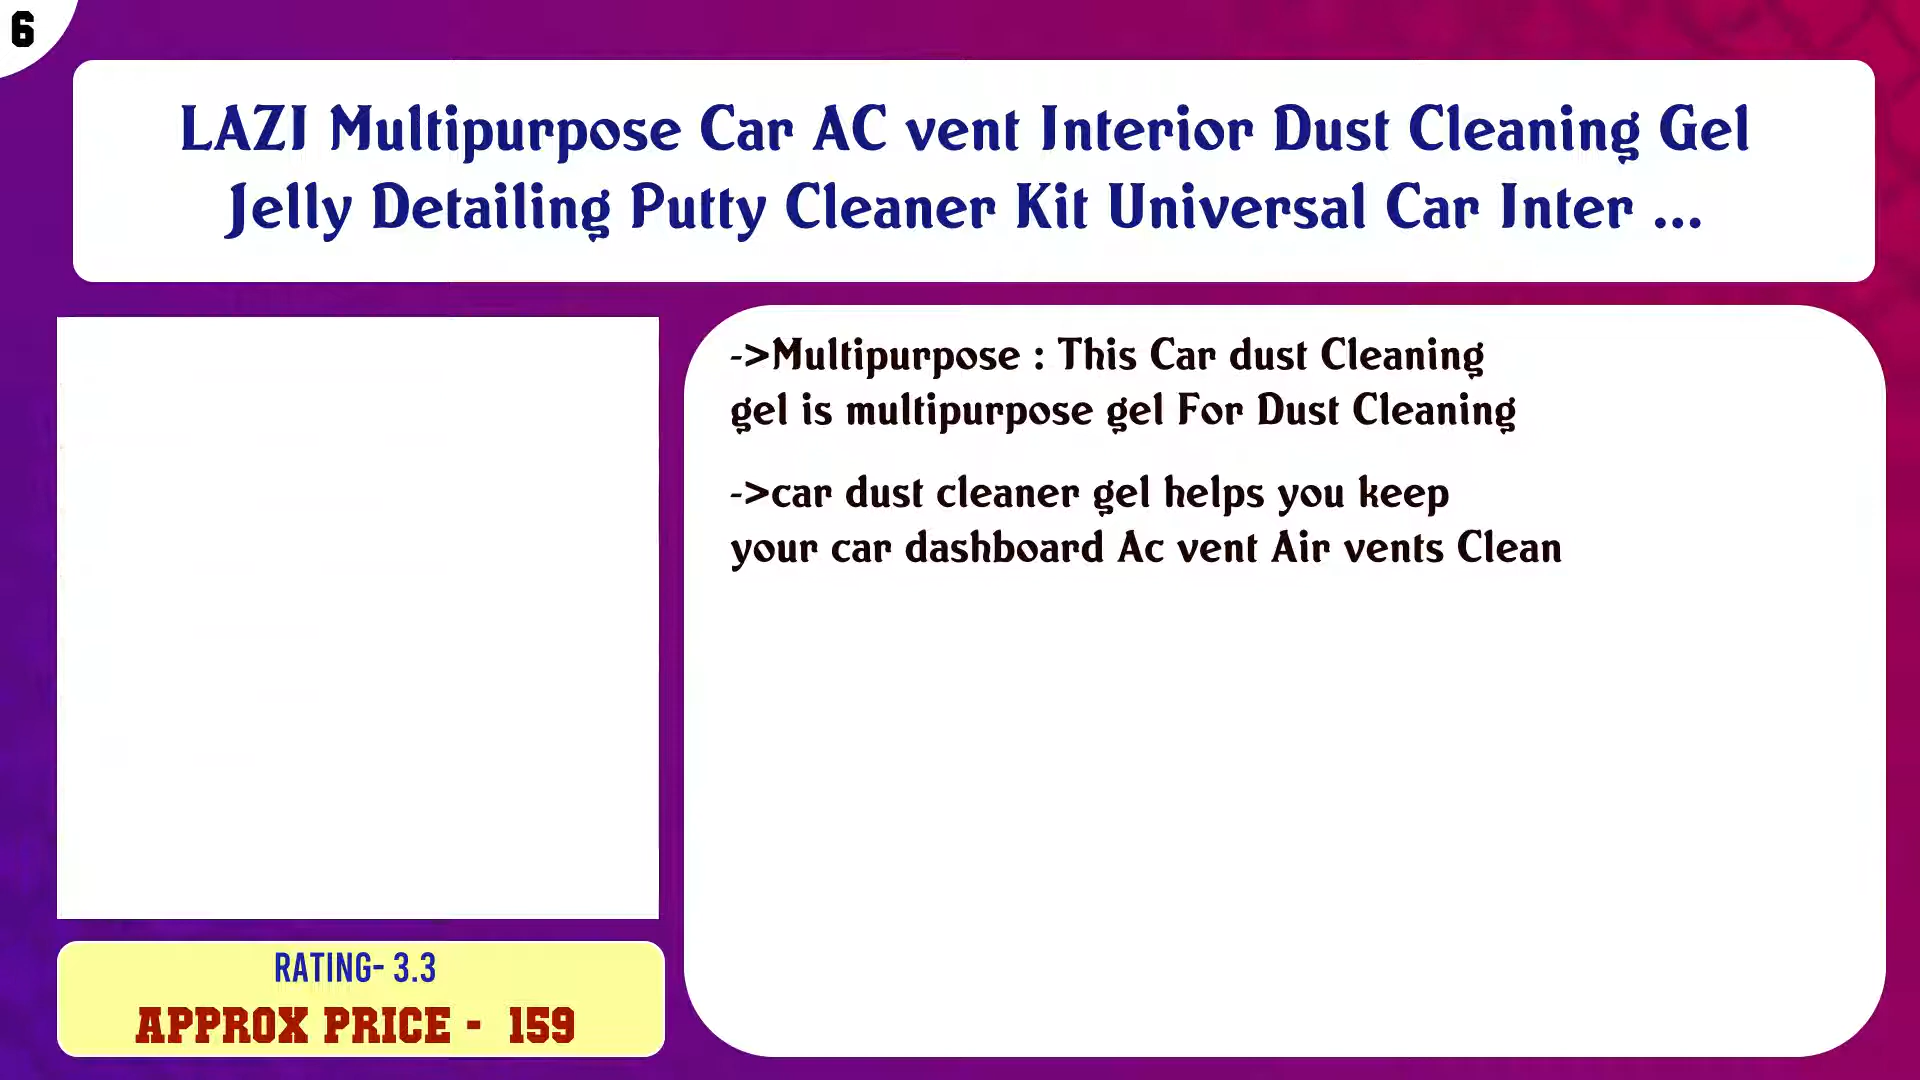 6
LAZI Multipurpose Car AC vent Interior Dust Cleaning Gel
Jelly Detailing Putty Cleaner Kit Universal Car Inter ...
->Multipurpose : This Car dust Cleaning
gel is multipurpose gel For Dust Cleaning
->car dust cleaner gel helps you keep
your car dashboard Ac vent Air vents Clean
RATING- 3.3
APPROX PRICE - 159